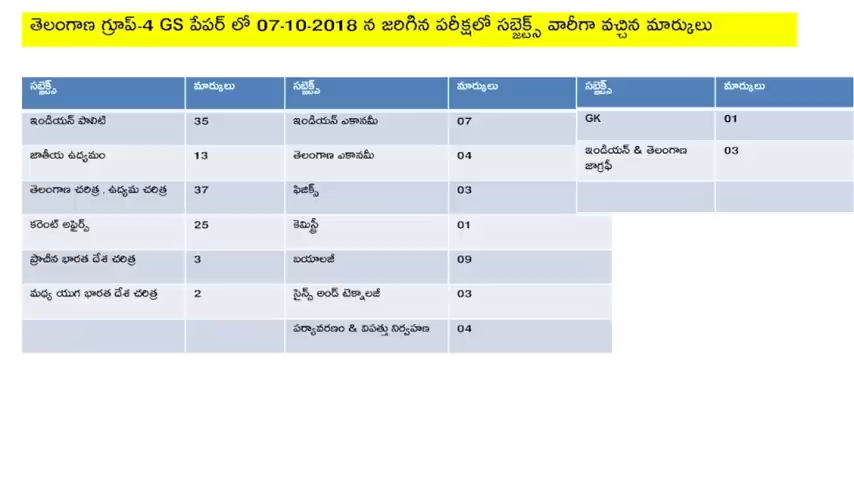 తెలంగాణ గ్రూప్-4 GS పేపర్ లో 07-10-2018 న జరిగిన పరీక్షలో సబ్జెక్ట్స్ వారీగా వచ్చిన మార్కులు
సబ్జెక్ట్స్ మార్కులు సబ్జెక్ట్స్ మార్కులు సబ్జెక్ట్స్ మార్కులు
ఇండియన్ పాలిటి 35 ఇండియన్ ఎకానమీ 07 GK 01
జాతీయ ఉద్యమం 13 తెలంగాణ ఎకానమీ 04 ఇండియన్ & తెలంగాణ 03
జాగ్రఫీ
తెలంగాణ చరిత్ర , ఉద్యమ చరిత్ర 37 ఫిజిక్స్ 03
కరెంట్ అఫైర్స్ 25 కెమిస్ట్రీ 01
ప్రాచీన భారత దేశ చరిత్ర 3 బయాలజీ 09
మధ్య యుగ భారత దేశ చరిత్ర 2 సైన్స్ అండ్ టెక్నాలజీ 03
పర్యావరణం & విపత్తు నిర్వహణ 04